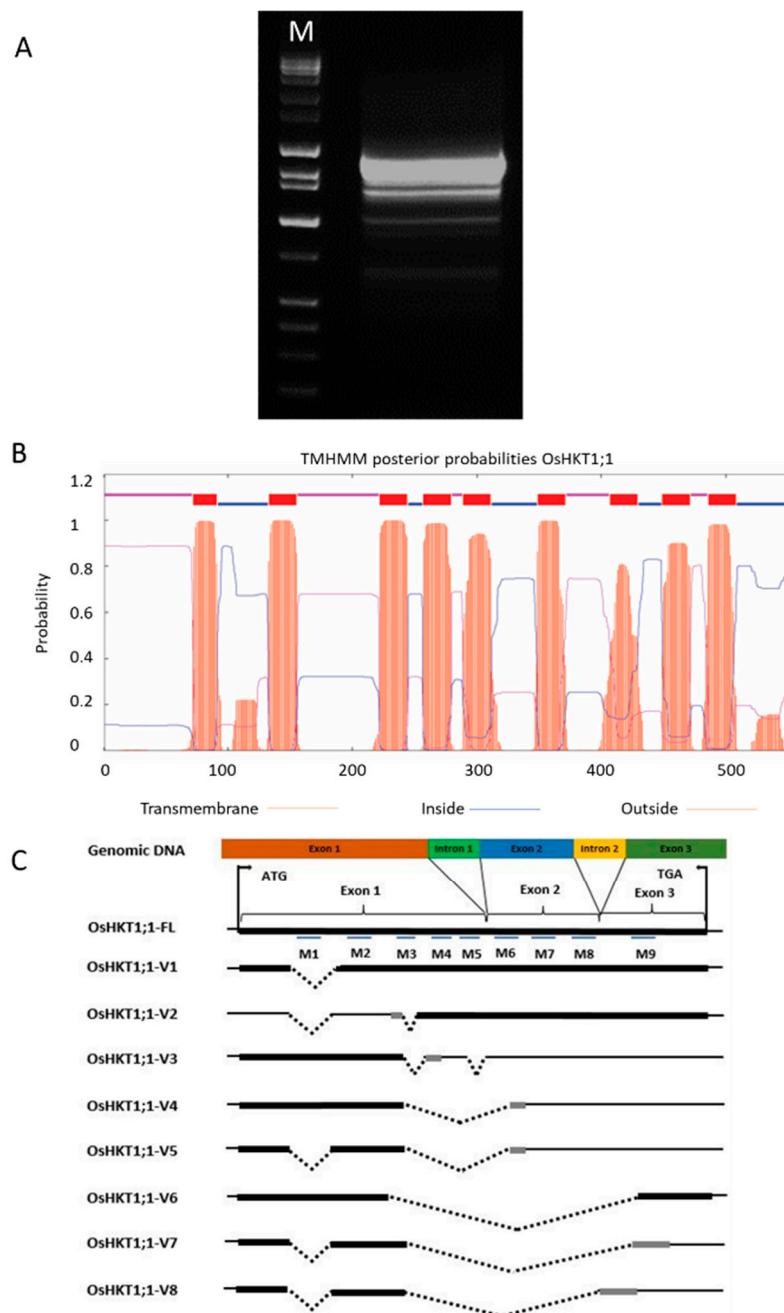 A
M
B
TMHMM posterior probabilities OsHKT1;1
1.2
1
0.8
0.6
0.4
0.2
0
Probability
0 100 200 300 400 500
Transmembrane Inside Outside
C
Genomic DNA Exon 1 Intron 1 Exon 2 Intron 2 Exon 3
ATG TGA
Exon 1 Exon 2 Exon 3
OsHKT1;1-FL
M1 M2 M3 M4 M5 M6 M7 M8 M9
OsHKT1;1-V1
OsHKT1;1-V2
OsHKT1;1-V3
OsHKT1;1-V4
OsHKT1;1-V5
OsHKT1;1-V6
OsHKT1;1-V7
OsHKT1;1-V8